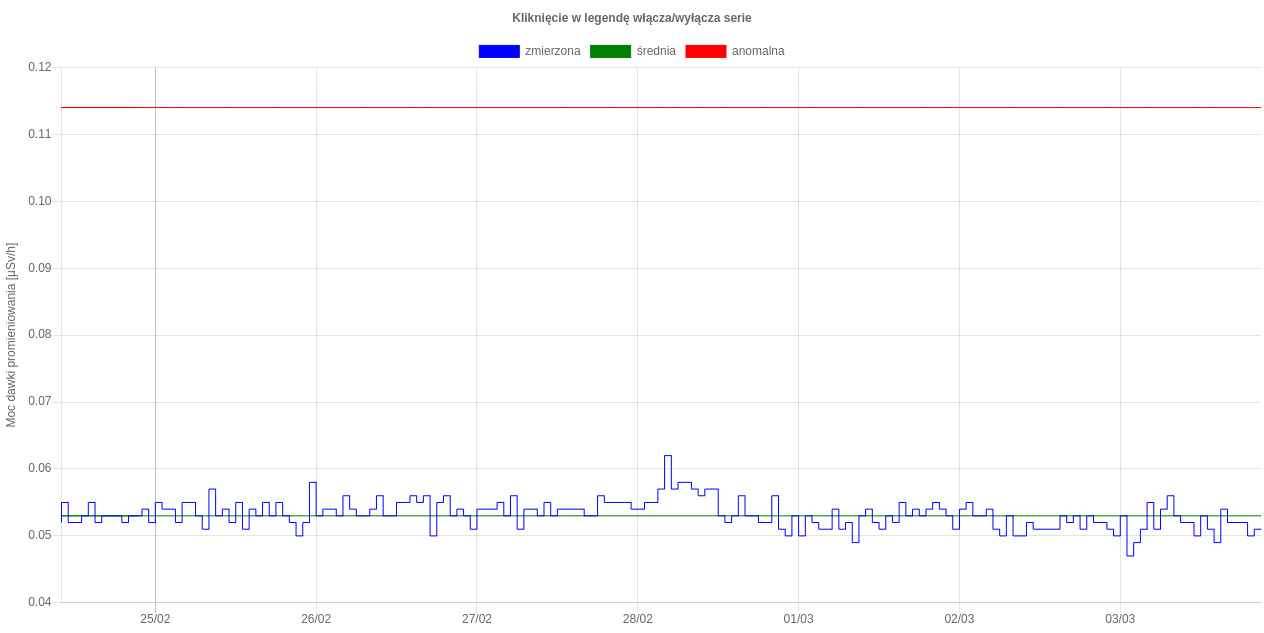 Kliknięcie w legendę włącza/wyłącza serie
zmierzona średnia anomalna
Moc dawki promieniowania [µSv/h]
0.12
0.11
0.10
0.09
0.08
0.07
0.06
0.05
0.04
25/02 26/02 27/02 28/02 01/03 02/03 03/03